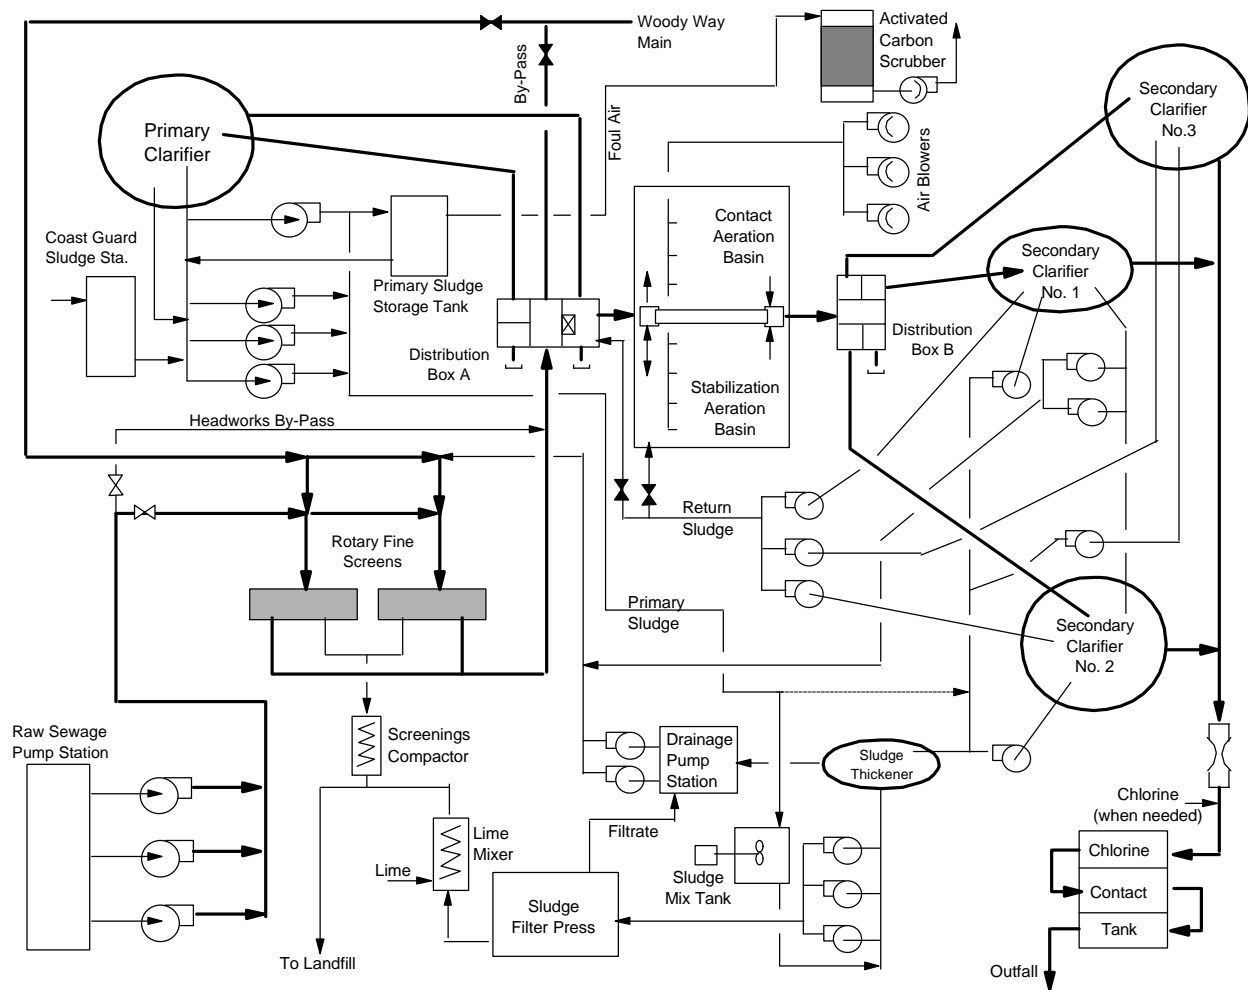 Woody Way
Main
By-Pass
Activated
Carbon
Scrubber
Secondary
Clarifier
No.3
Primary
Clarifier
Foul Air
Air Blowers
Coast Guard
Sludge Sta.
Contact
Aeration
Basin
Secondary
Clarifier
No. 1
Primary Sludge
Storage Tank
Distribution
Box A
Distribution
Box B
Stabilization
Aeration
Basin
Headworks By-Pass
Return
Sludge
Rotary Fine
Screens
Primary
Sludge
Secondary
Clarifier
No. 2
Raw Sewage
Pump Station
Screenings
Compactor
Drainage
Pump
Station
Sludge
Thickener
Chlorine
(when needed)
Filtrate
Lime
Mixer
Lime
Sludge
Mix Tank
Chlorine
Contact
Tank
Sludge
Filter Press
To Landfill
Outfall